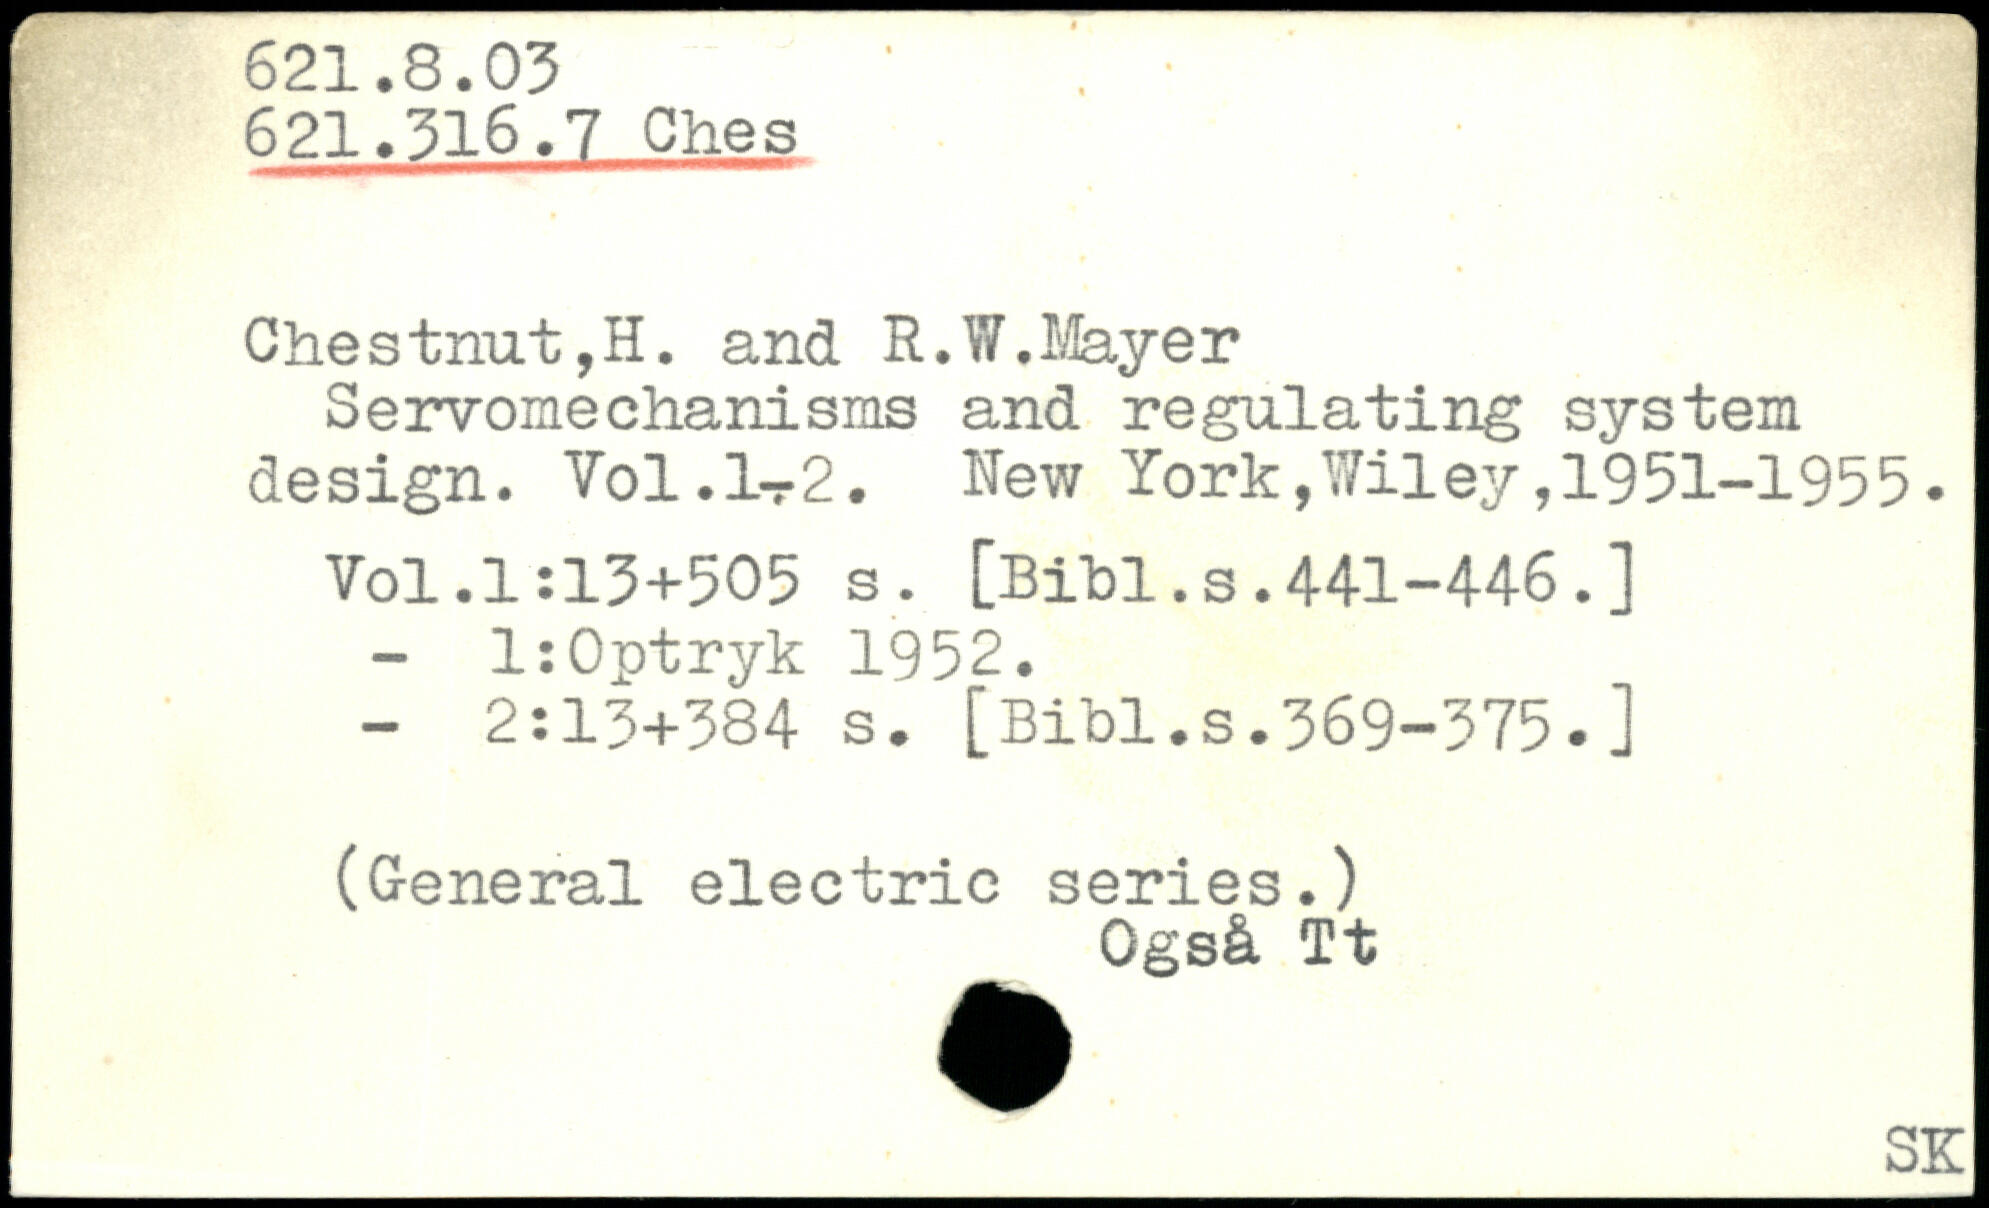 621.8.03
621.316.7 Ches
Chestnut,H. and R.W.Mayer
Servomechanisms and regulating system
design. Vol.1-2. New York,Wiley,1951-1955.
Vol.1:13+505 s. [Bibl.s.441-446.]
- 1:Optryk 1952.
- 2:13+384 s. [Bibl.s.369-375.]
(General electric series.)
Også Tt
SK